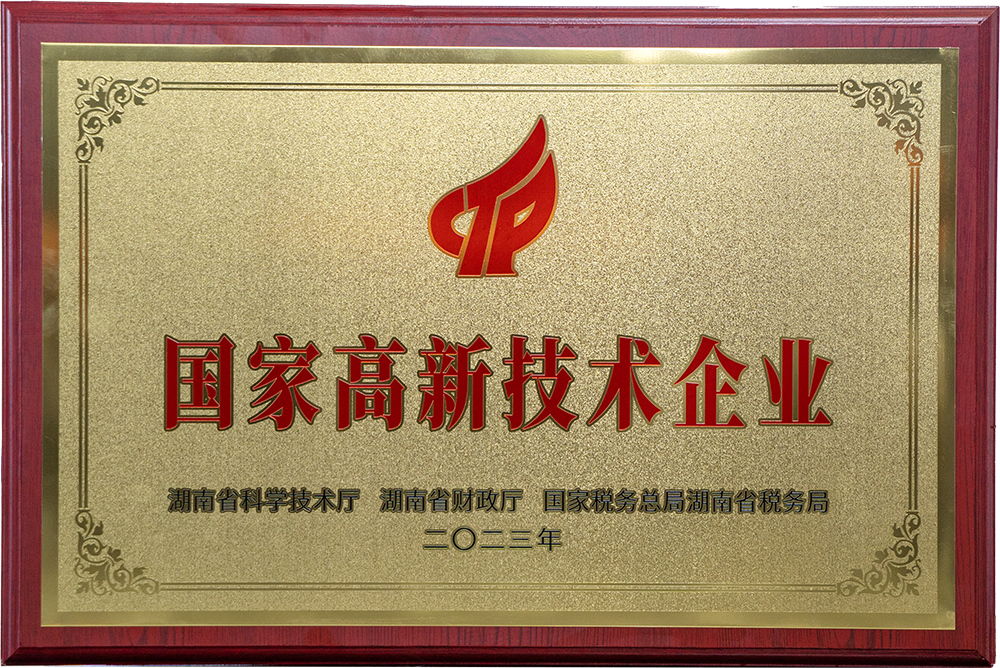 CTP
国家高新技术企业
湖南省科学技术厅 湖南省财政厅 国家税务总局湖南省税务局
二〇二三年